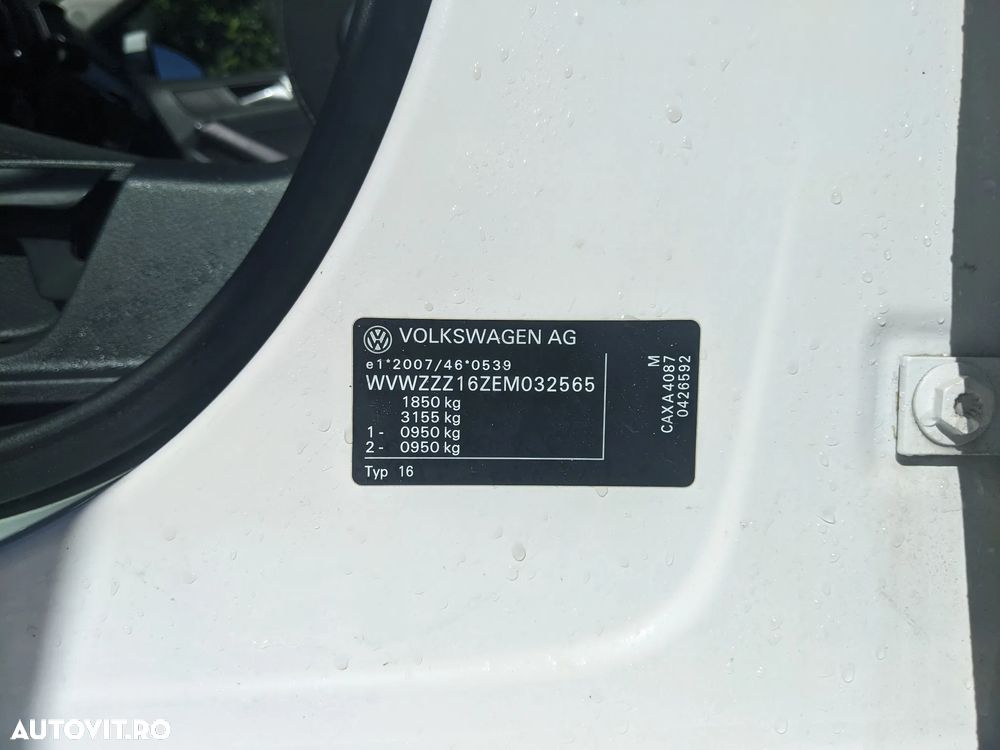 VOLKSWAGEN AG
e1*2007/46*0539
WVWZZZ16ZEM032565
1850 kg
3155 kg
1 - 0950 kg
2 - 0950 kg
Typ 16
M
CAXA4087
0426592
AUTOVIT.RO